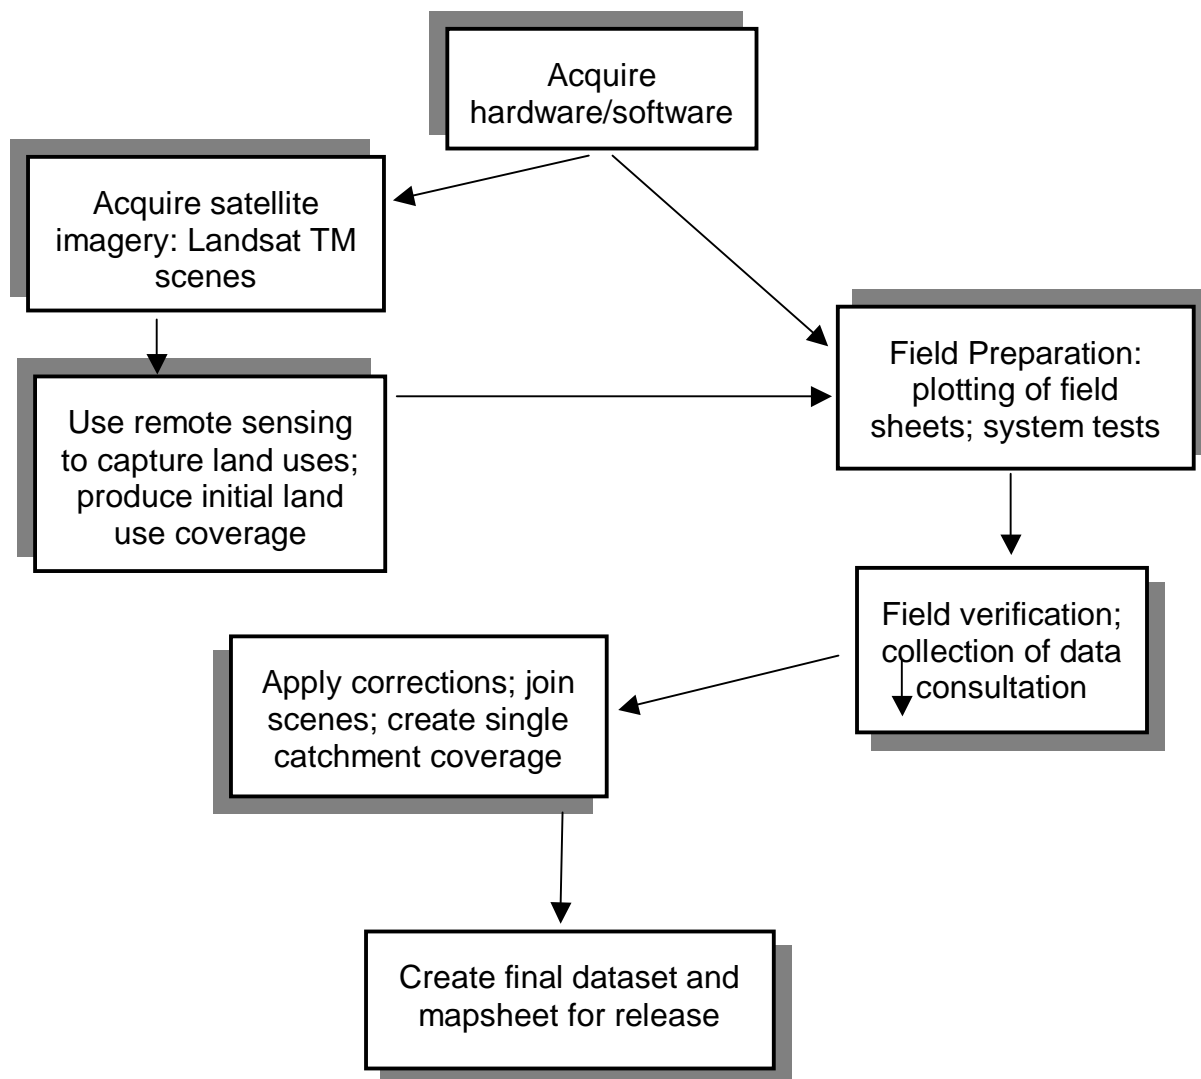 Acquire
hardware/software
Acquire satellite
imagery: Landsat TM
scenes
Use remote sensing
to capture land uses;
produce initial land
use coverage
Field Preparation:
plotting of field
sheets; system tests
Field verification;
collection of data
consultation
Apply corrections; join
scenes; create single
catchment coverage
Create final dataset and
mapsheet for release